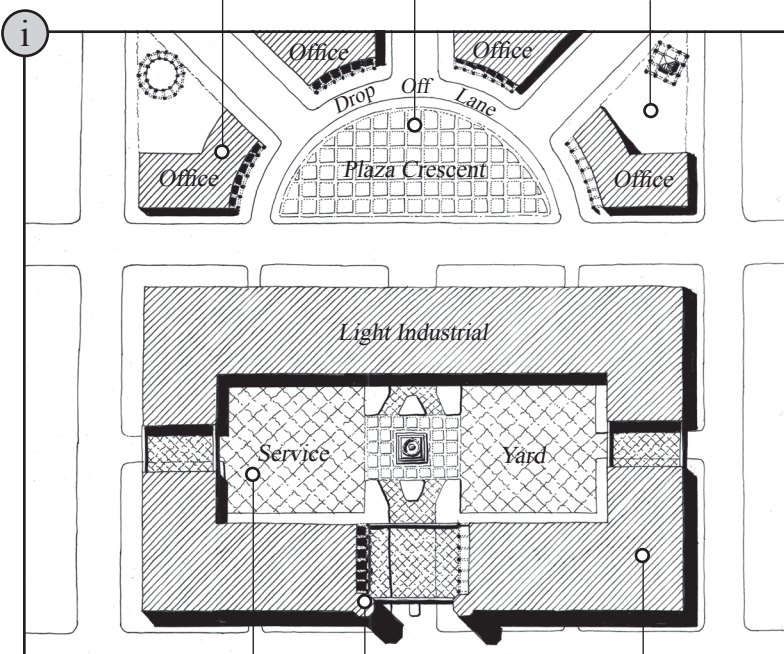 i
Office
Office
Drop Off Lane
Plaza Crescent
Office
Office
Light Industrial
Service
Yard